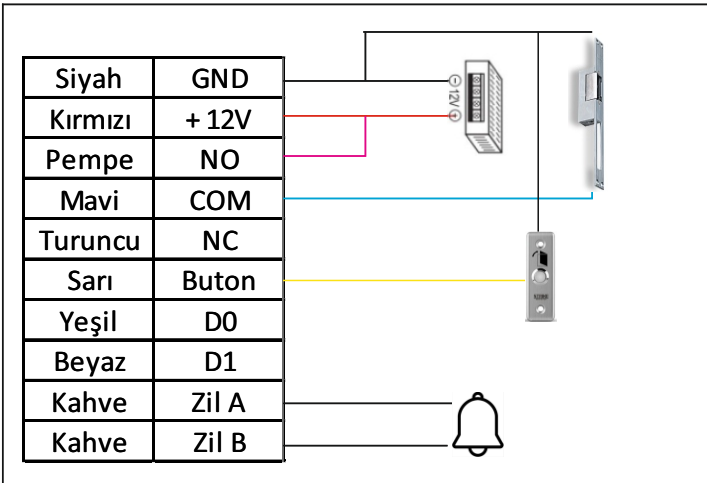 Siyah GND
Kırmızı + 12V
Pempe NO
Mavi COM
Turuncu NC
Sarı Buton
Yeşil D0
Beyaz D1
Kahve Zil A
Kahve Zil B
12V